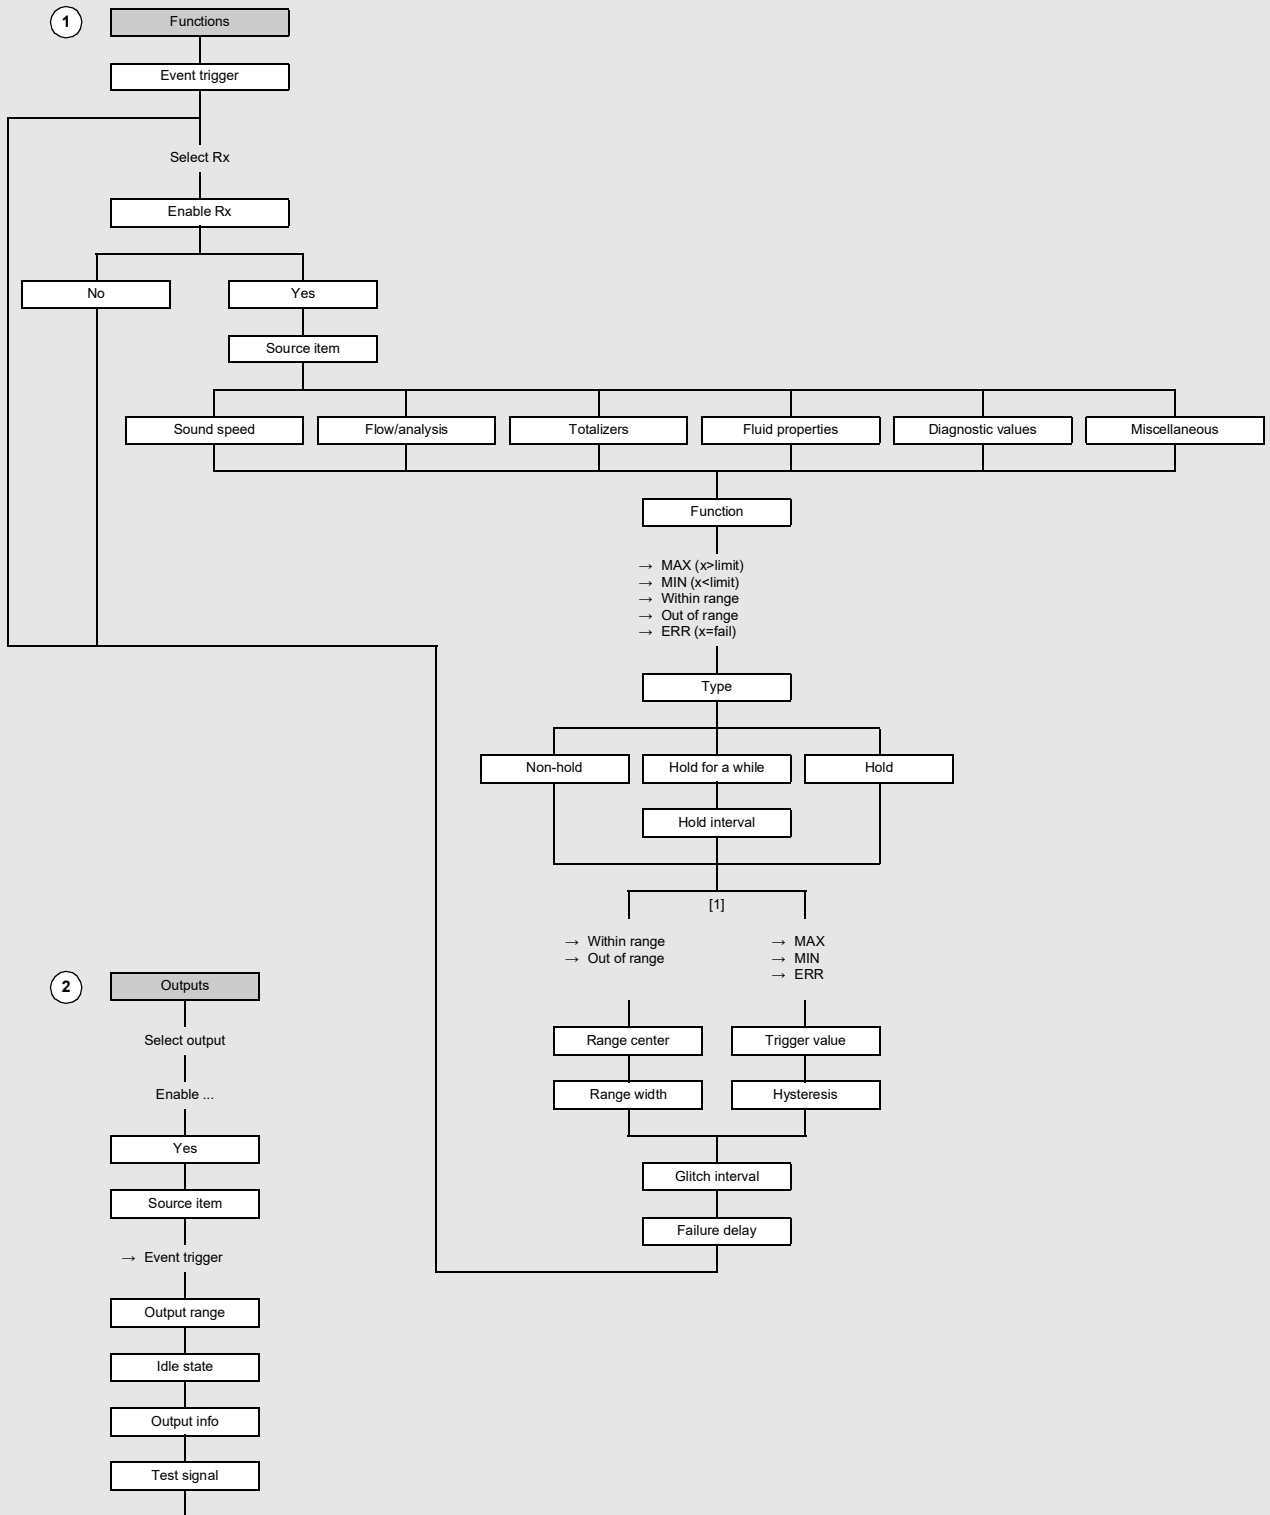 1
Functions
Event trigger
Select Rx
Enable Rx
No
Yes
Source item
Sound speed
Flow/analysis
Totalizers
Fluid properties
Diagnostic values
Miscellaneous
Function
→ MAX (x>limit)
→ MIN (x<limit)
→ Within range
→ Out of range
→ ERR (x=fail)
Type
Non-hold
Hold for a while
Hold
Hold interval
[1]
→ Within range
→ Out of range
→ MAX
→ MIN
→ ERR
Range center
Trigger value
Range width
Hysteresis
Glitch interval
Failure delay
2
Outputs
Select output
Enable ...
Yes
Source item
→ Event trigger
Output range
Idle state
Output info
Test signal